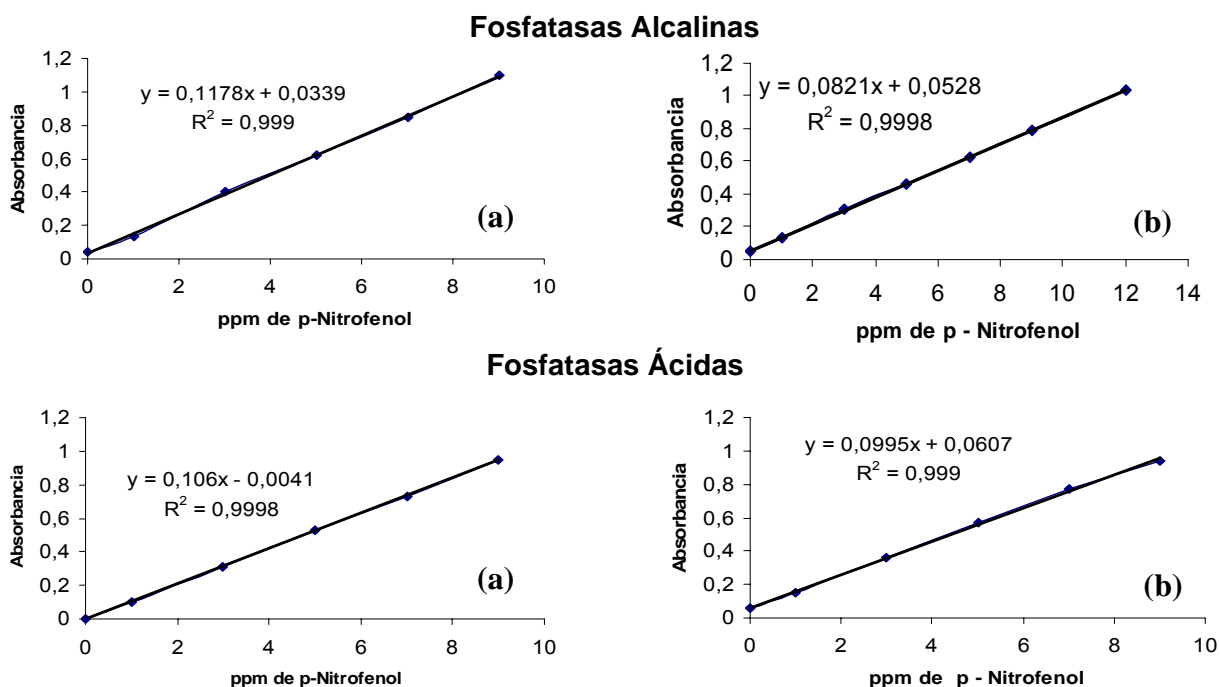 Fosfatasas Alcalinas
1,2
1
0,8
0,6
0,4
0,2
0
Absorbancia
y = 0,1178x + 0,0339
R² = 0,999
(a)
0 2 4 6 8 10
ppm de p-Nitrofenol
1,2
1
0,8
0,6
0,4
0,2
0
Absorbancia
y = 0,0821x + 0,0528
R² = 0,9998
(b)
0 2 4 6 8 10 12 14
ppm de p - Nitrofenol
Fosfatasas Ácidas
1,2
1
0,8
0,6
0,4
0,2
0
Absorbancia
y = 0,106x - 0,0041
R² = 0,9998
(a)
0 2 4 6 8 10
ppm de p-Nitrofenol
1,2
1
0,8
0,6
0,4
0,2
0
Absorbancia
y = 0,0995x + 0,0607
R² = 0,999
(b)
0 2 4 6 8 10
ppm de p - Nitrofenol